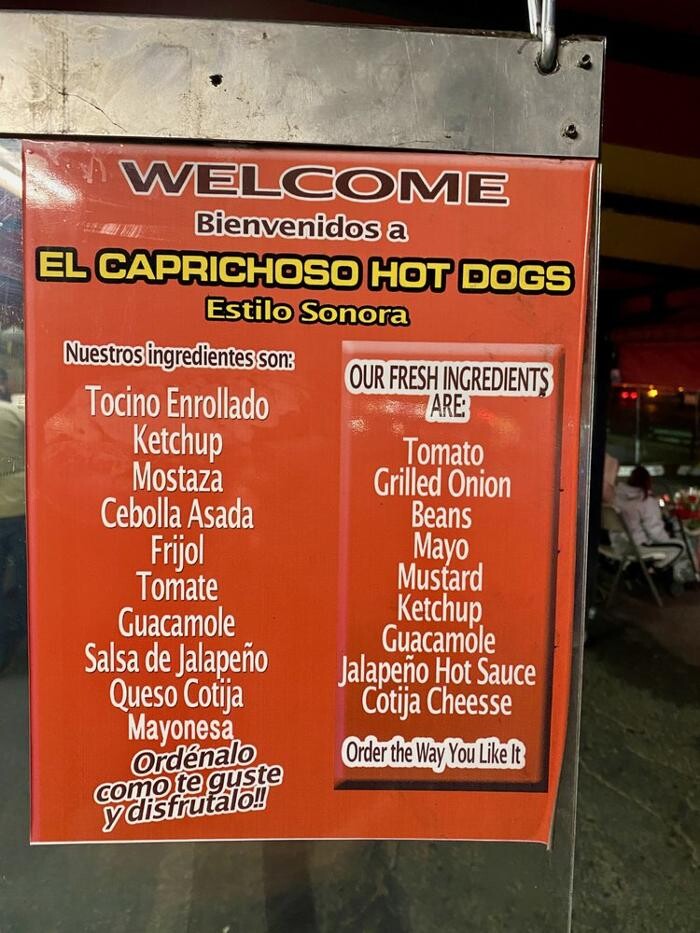 WELCOME
Bienvenidos a
EL CAPRICHOSO HOT DOGS
Estilo Sonora
Nuestros ingredientes son:
Tocino Enrollado
Ketchup
Mostaza
Cebolla Asada
Frijol
Tomate
Guacamole
Salsa de Jalapeño
Queso Cotija
Mayonesa
Ordénalo
como te guste
y disfrutalo!!
OUR FRESH INGREDIENTS
ARE:
Tomato
Grilled Onion
Beans
Mayo
Mustard
Ketchup
Guacamole
Jalapeño Hot Sauce
Cotija Cheesse
Order the Way You Like It